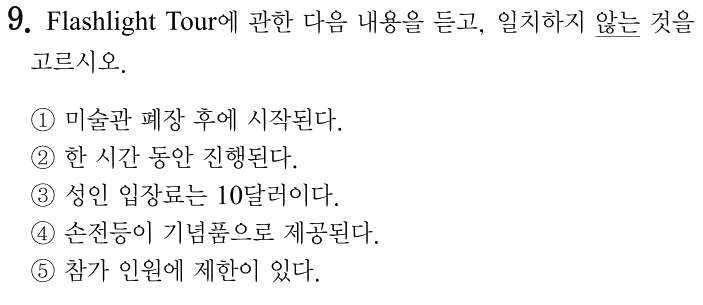 9. Flashlight Tour에 관한 다음 내용을 듣고, 일치하지 않는 것을
고르시오.
① 미술관 폐장 후에 시작된다.
② 한 시간 동안 진행된다.
③ 성인 입장료는 10달러이다.
④ 손전등이 기념품으로 제공된다.
⑤ 참가 인원에 제한이 있다.